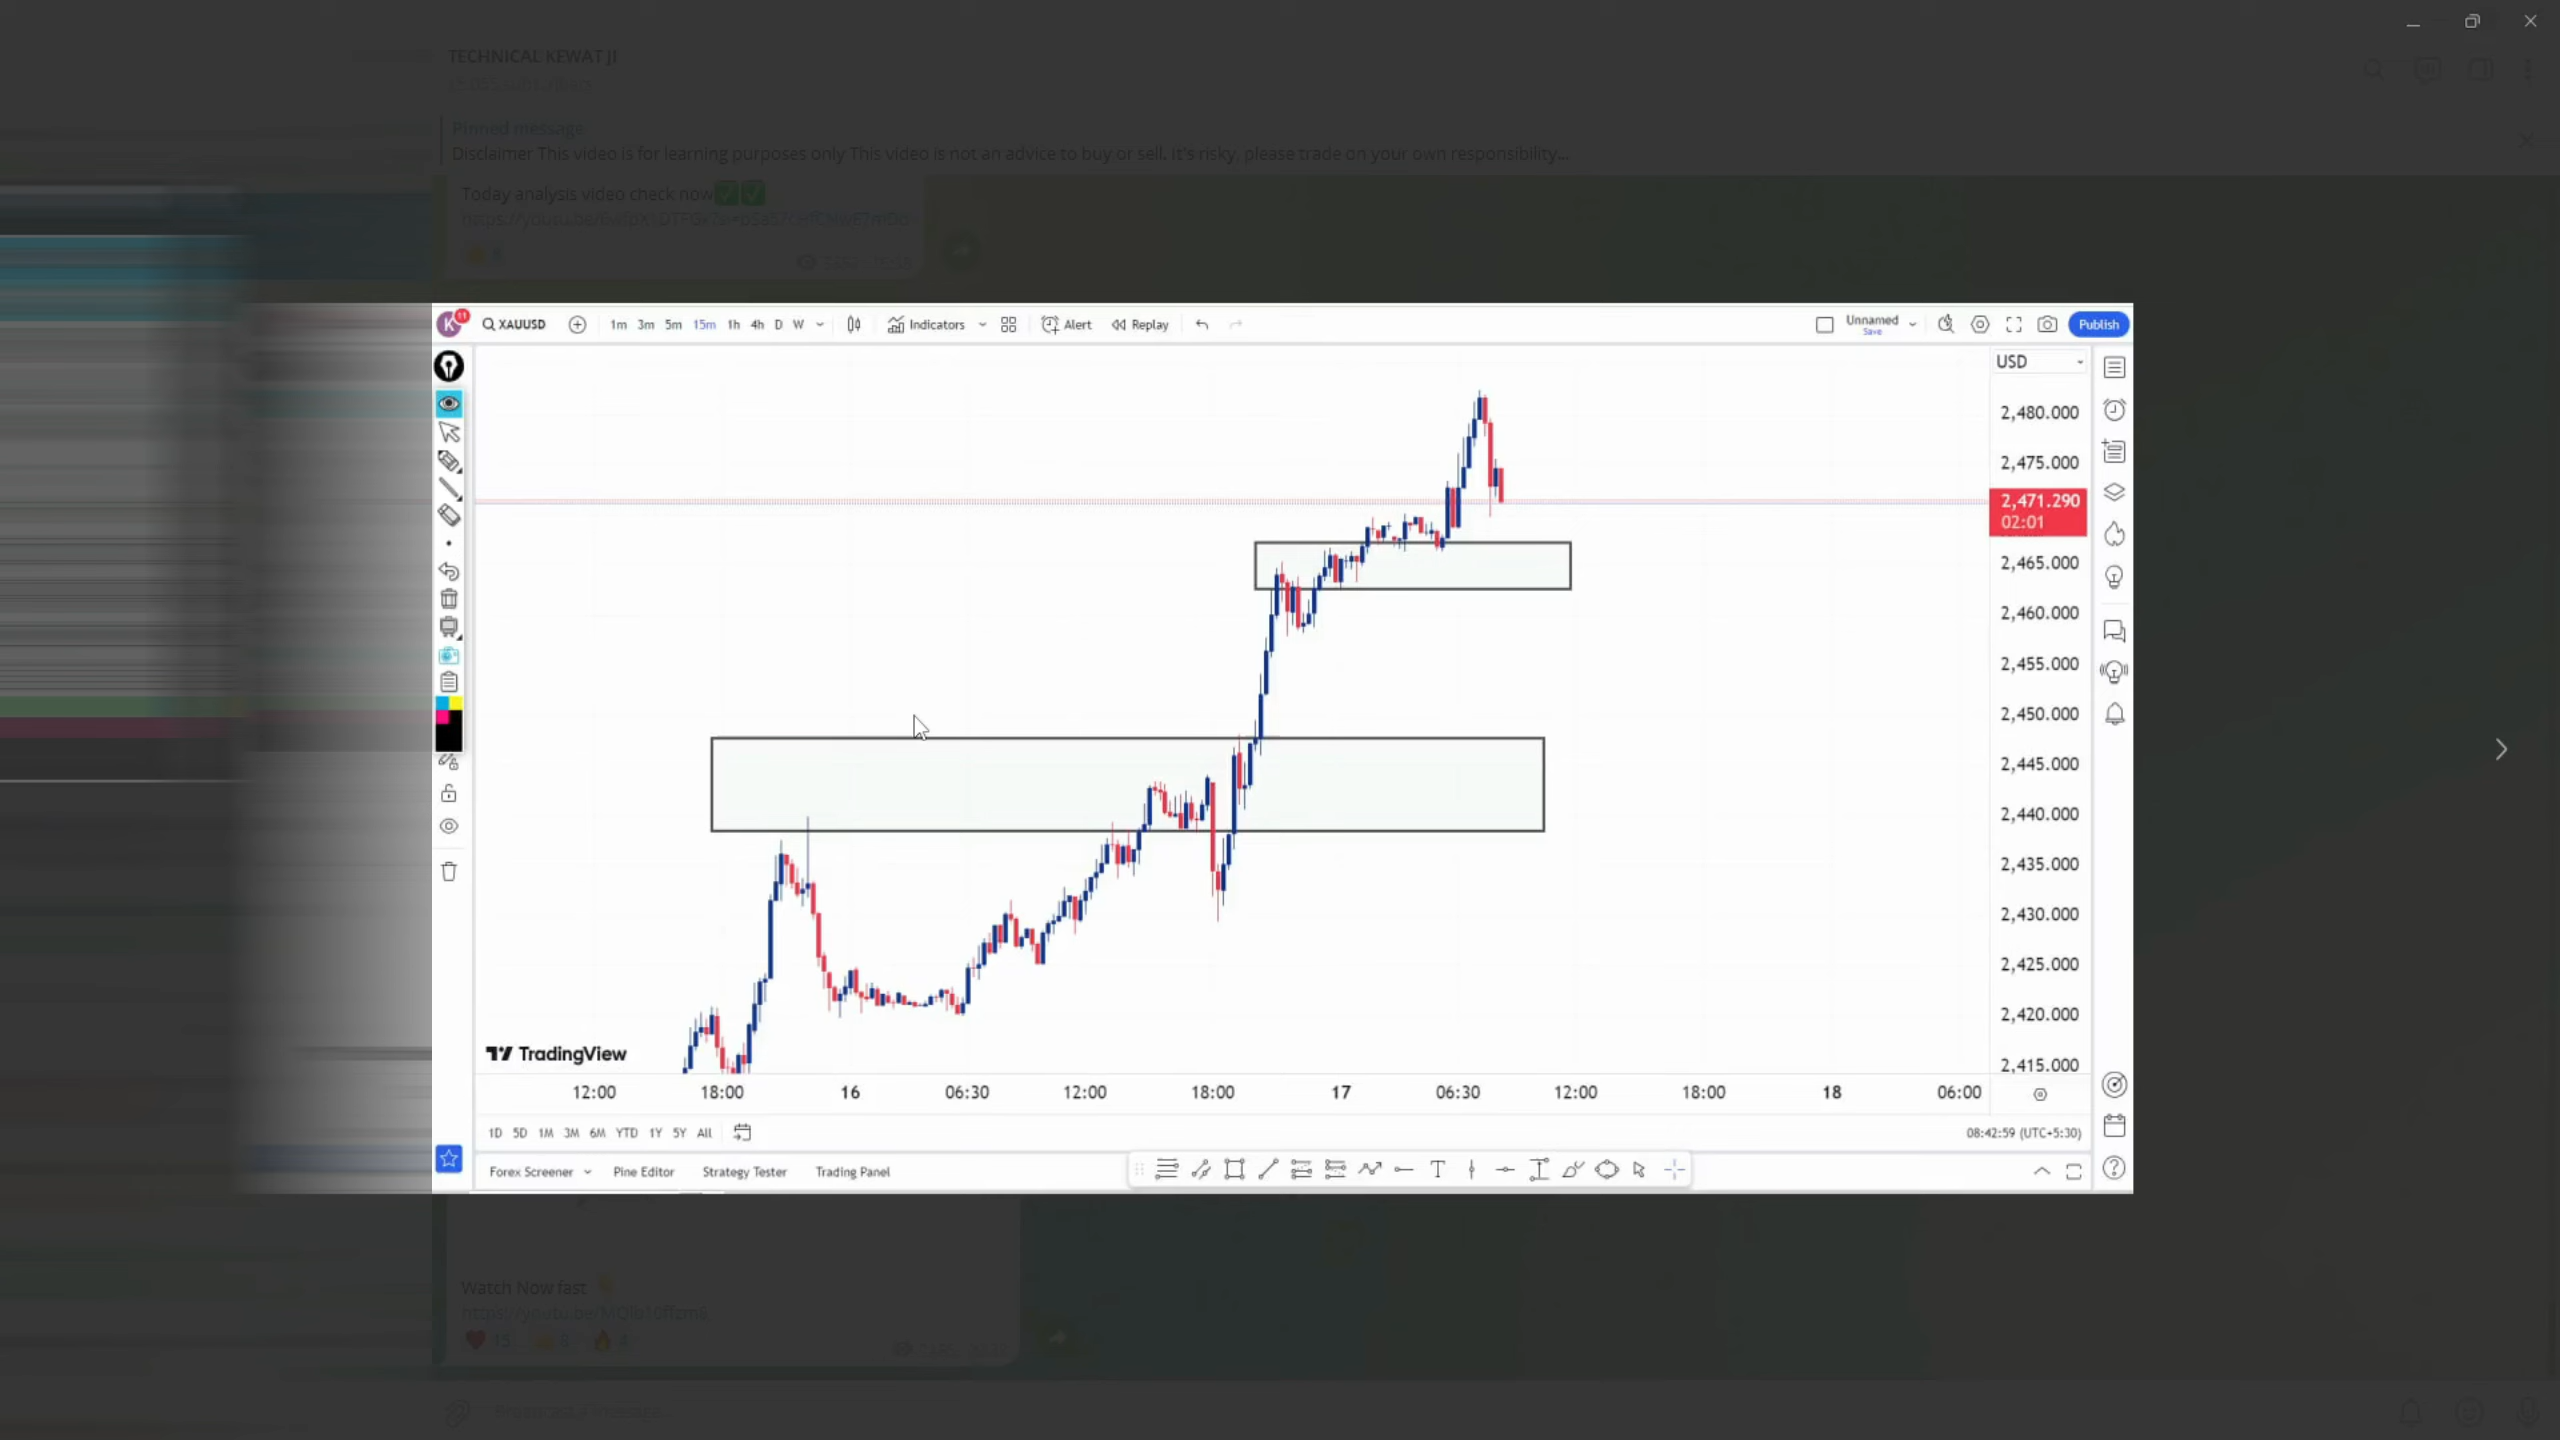 TECHNICAL KEWAT JI
Pinned message
Disclaimer This video is for learning purposes only This video is not an advice to buy or sell. It's risky, please trade on your own responsibility...
Today analysis video check now✅✅
K 11 XAUUSD 1m 3m 5m 15m 1h 4h D W Indicators Alert Replay Unnamed Save Publish
USD
2,480.000
2,475.000
2,471.290
02:01
2,465.000
2,460.000
2,455.000
2,450.000
2,445.000
2,440.000
2,435.000
2,430.000
2,425.000
2,420.000
2,415.000
TradingView
12:00 18:00 16 06:30 12:00 18:00 17 06:30 12:00 18:00 18 06:00
1D 5D 1M 3M 6M YTD 1Y 5Y All 08:42:59 (UTC+5:30)
Forex Screener Pine Editor Strategy Tester Trading Panel
Watch Now fast